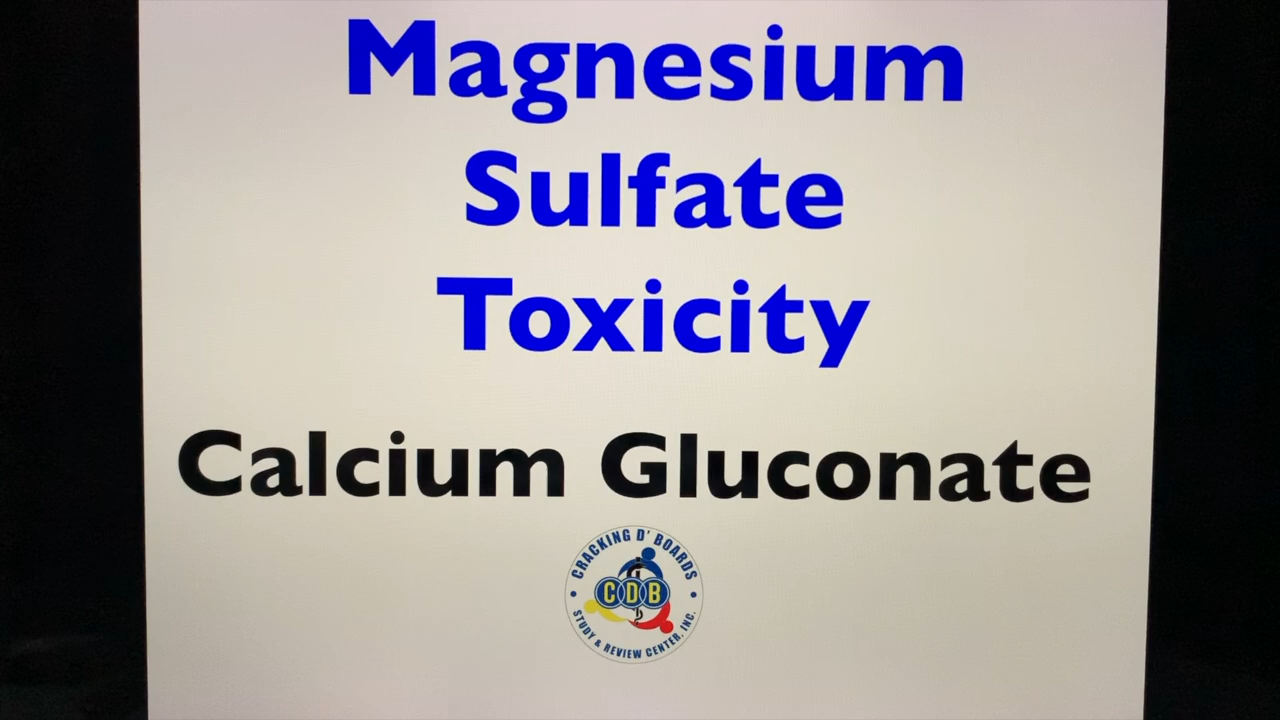 Magnesium
Sulfate
Toxicity
Calcium Gluconate
CRACKING D' BOARDS
CDB
STUDY & REVIEW CENTER, INC.